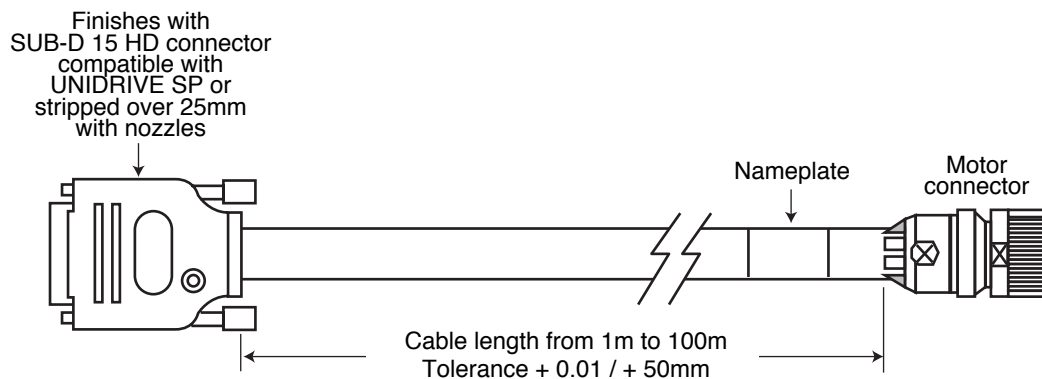 Finishes with
SUB-D 15 HD connector
compatible with
UNIDRIVE SP or
stripped over 25mm
with nozzles
Nameplate
Motor
connector
Cable length from 1m to 100m
Tolerance + 0.01 / + 50mm